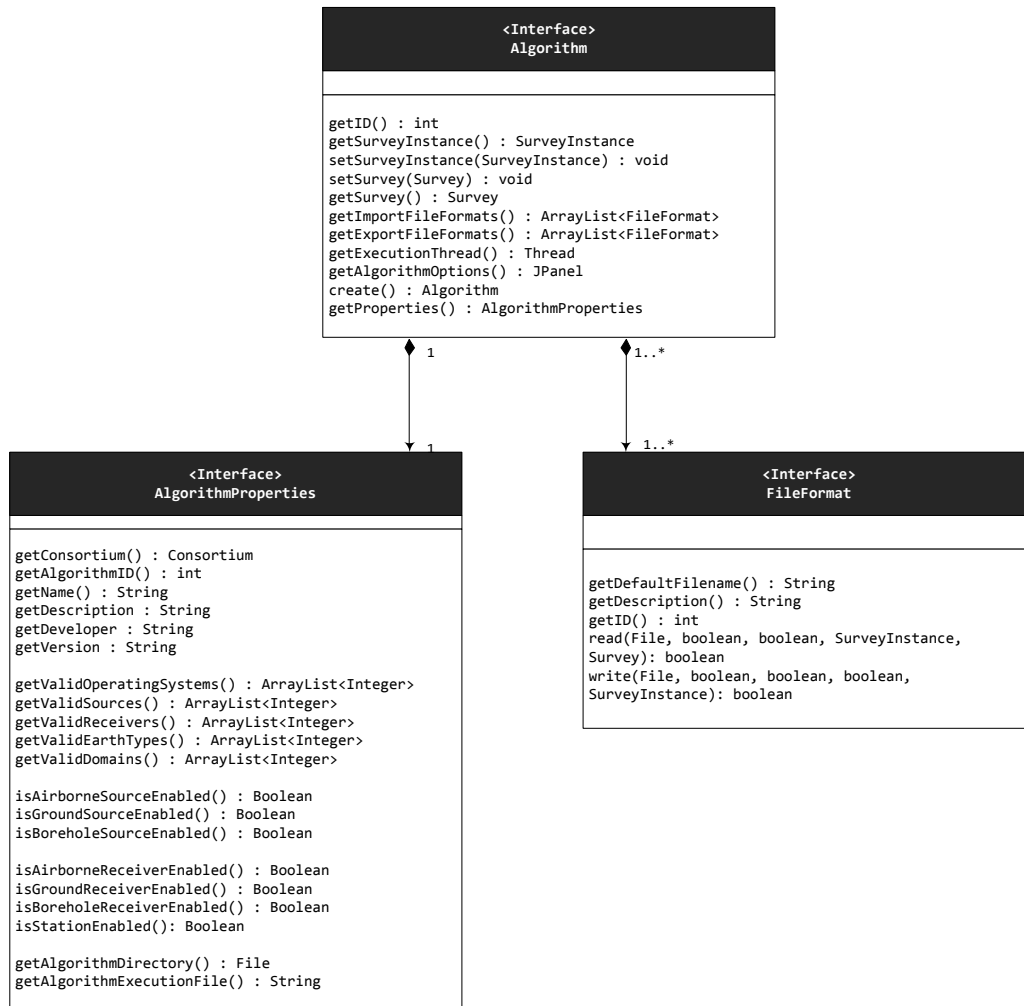 <Interface>
Algorithm
getID() : int
getSurveyInstance() : SurveyInstance
setSurveyInstance(SurveyInstance) : void
setSurvey(Survey) : void
getSurvey() : Survey
getImportFileFormats() : ArrayList<FileFormat>
getExportFileFormats() : ArrayList<FileFormat>
getExecutionThread() : Thread
getAlgorithmOptions() : JPanel
create() : Algorithm
getProperties() : AlgorithmProperties
1
1..*
1
1..*
<Interface>
AlgorithmProperties
getConsortium() : Consortium
getAlgorithmID() : int
getName() : String
getDescription : String
getDeveloper : String
getVersion : String
getValidOperatingSystems() : ArrayList<Integer>
getValidSources() : ArrayList<Integer>
getValidReceivers() : ArrayList<Integer>
getValidEarthTypes() : ArrayList<Integer>
getValidDomains() : ArrayList<Integer>
isAirborneSourceEnabled() : Boolean
isGroundSourceEnabled() : Boolean
isBoreholeSourceEnabled() : Boolean
isAirborneReceiverEnabled() : Boolean
isGroundReceiverEnabled() : Boolean
isBoreholeReceiverEnabled() : Boolean
isStationEnabled(): Boolean
getAlgorithmDirectory() : File
getAlgorithmExecutionFile() : String
<Interface>
FileFormat
getDefaultFilename() : String
getDescription() : String
getID() : int
read(File, boolean, boolean, SurveyInstance,
Survey): boolean
write(File, boolean, boolean, boolean,
SurveyInstance): boolean